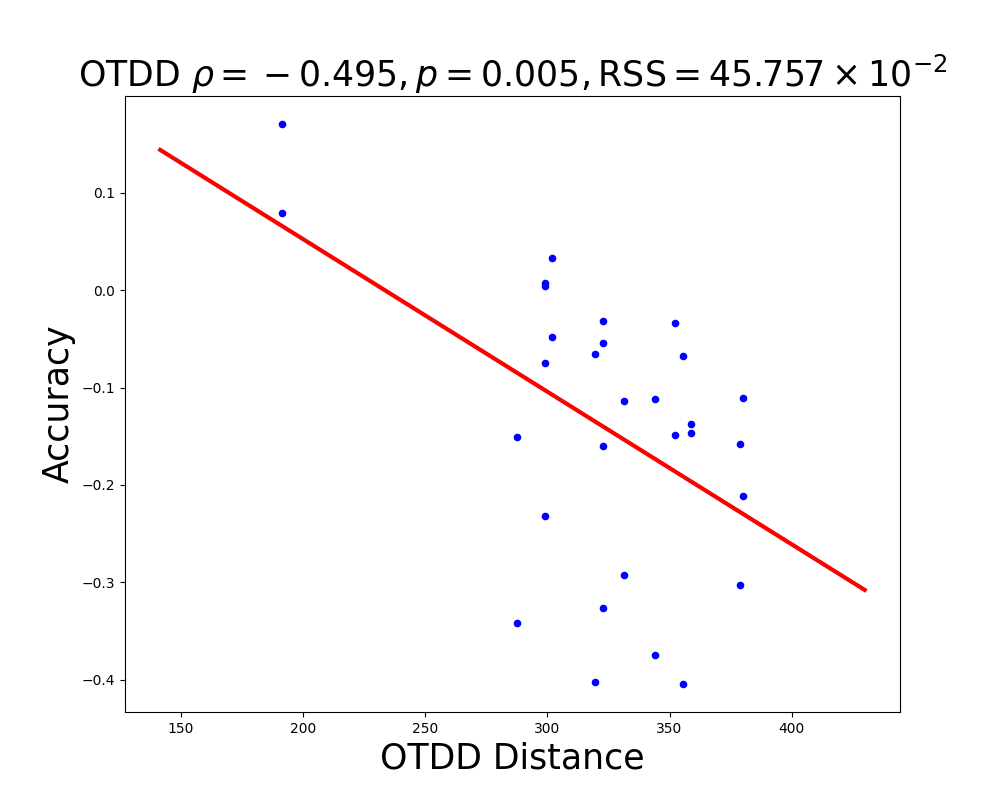 OTDD ρ = −0.495, p = 0.005, RSS = 45.757 × 10⁻²
0.1
0.0
−0.1
−0.2
−0.3
−0.4
Accuracy
150 200 250 300 350 400
OTDD Distance